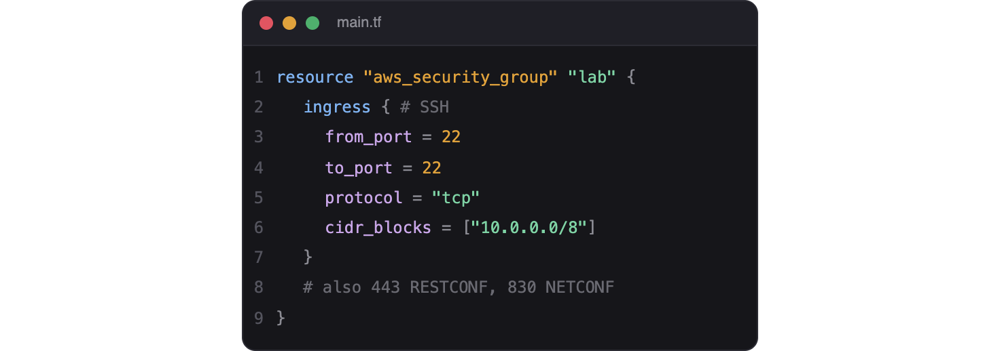 main.tf
1 resource "aws_security_group" "lab" {
2 ingress { # SSH
3 from_port = 22
4 to_port = 22
5 protocol = "tcp"
6 cidr_blocks = ["10.0.0.0/8"]
7 }
8 # also 443 RESTCONF, 830 NETCONF
9 }